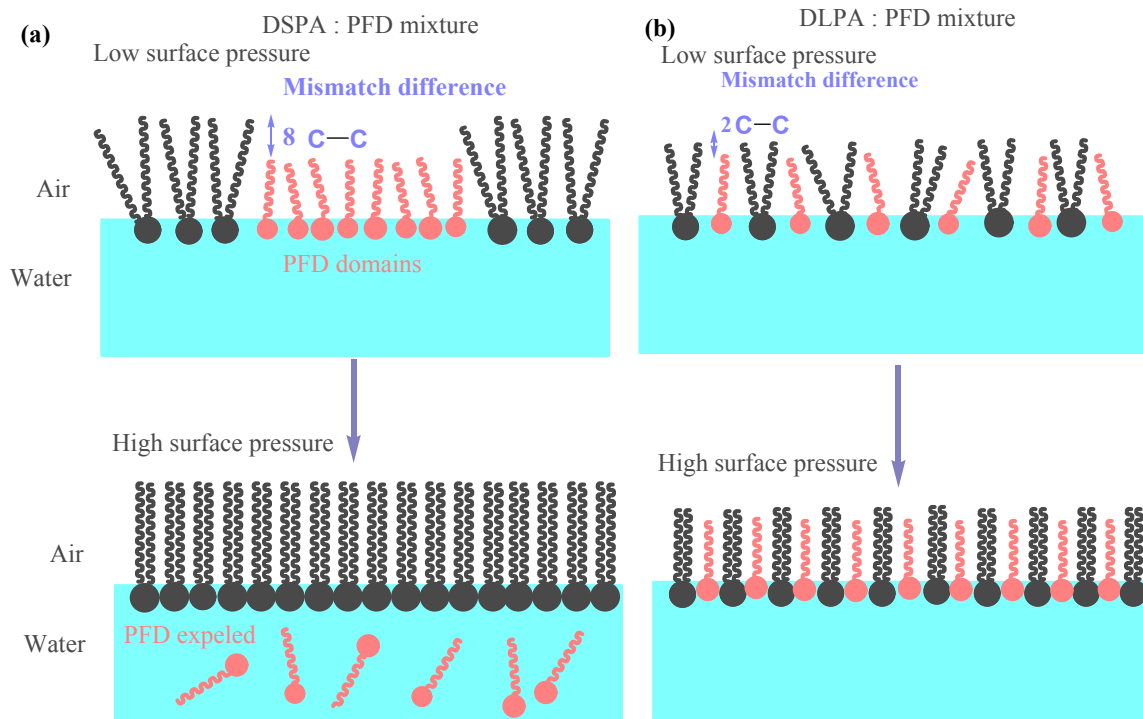 (a)
DSPA : PFD mixture
Low surface pressure
Mismatch difference
8 C—C
Air
Water
PFD domains
High surface pressure
Air
Water
PFD expeled
(b)
DLPA : PFD mixture
Low surface pressure
Mismatch difference
2 C—C
High surface pressure